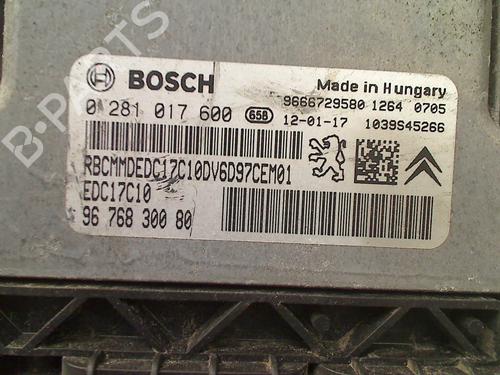 BOSCH
Made in Hungary
9666729580 1264 0705
0 281 017 600 658 12-01-17 1039S45266
RBCMMDEDC17C10DV6D97CEM01
EDC17C10
96 768 300 80
B-PARTS